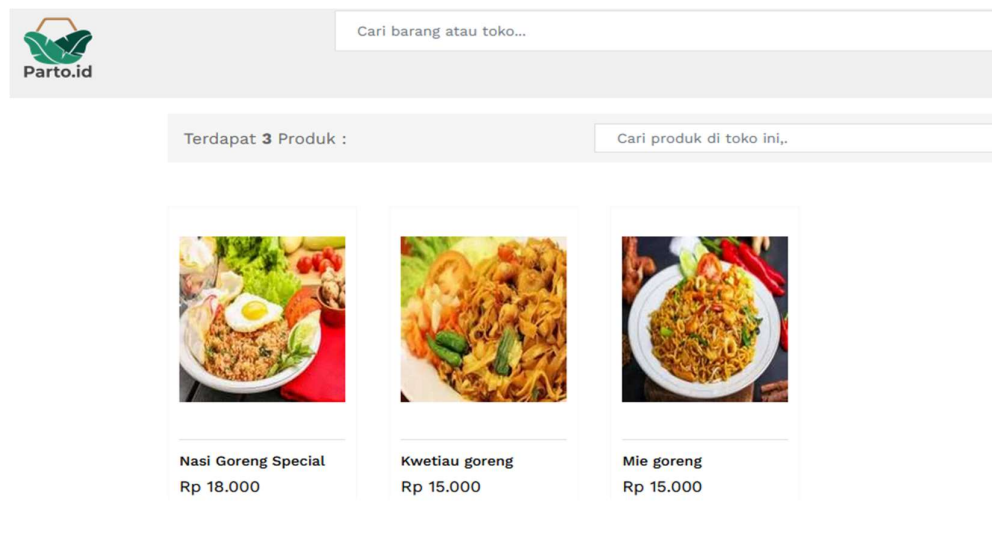 Parto.id
Cari barang atau toko...
Terdapat 3 Produk :
Cari produk di toko ini,.
Nasi Goreng Special
Rp 18.000
Kwetiau goreng
Rp 15.000
Mie goreng
Rp 15.000